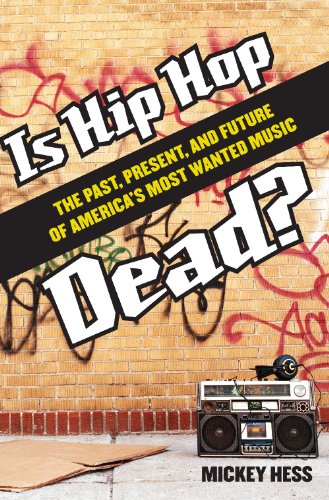 Is Hip Hop
THE PAST, PRESENT, AND FUTURE
OF AMERICA'S MOST WANTED MUSIC
Dead?
MICKEY HESS